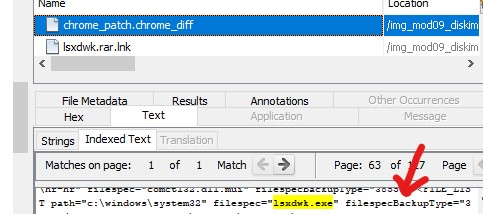 Name
Location
chrome_patch.chrome_diff
/img_mod09_diskim
lsxdwk.rar.lnk
/img_mod09_diskim
File Metadata Results Annotations Other Occurrences
Hex Text Application Message
Strings Indexed Text Translation
Matches on page: 1 of 1 Match Page: 63 of Page
T path="c:\windows\system32" filespec="lsxdwk.exe" filespecBackupType="3